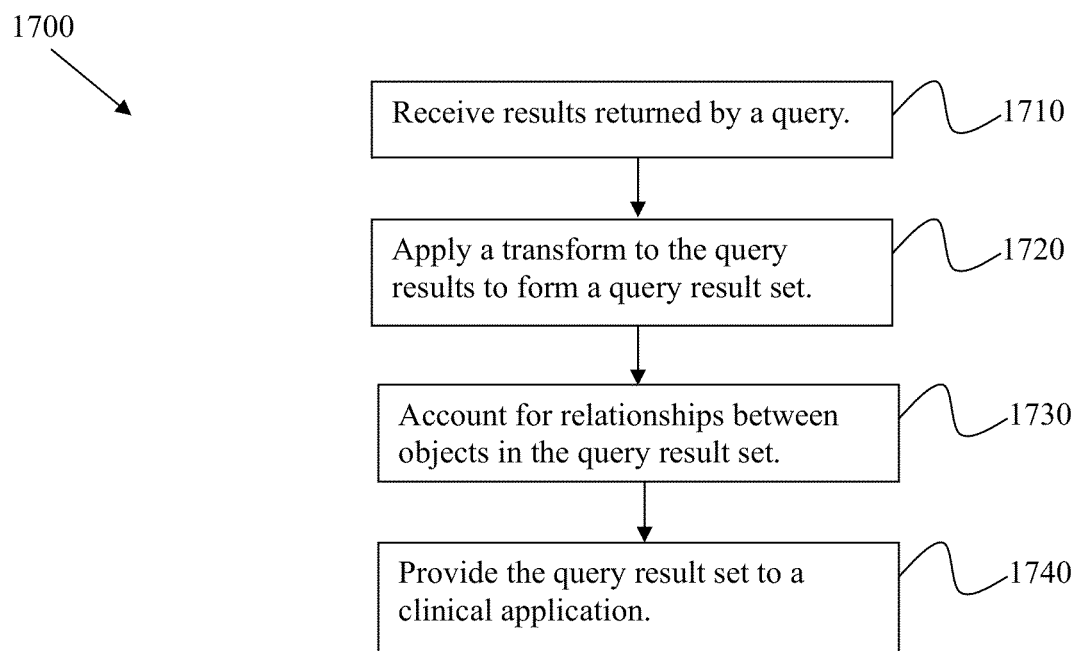 1700
Receive results returned by a query.
1710
Apply a transform to the query
results to form a query result set.
1720
Account for relationships between
objects in the query result set.
1730
Provide the query result set to a
clinical application.
1740